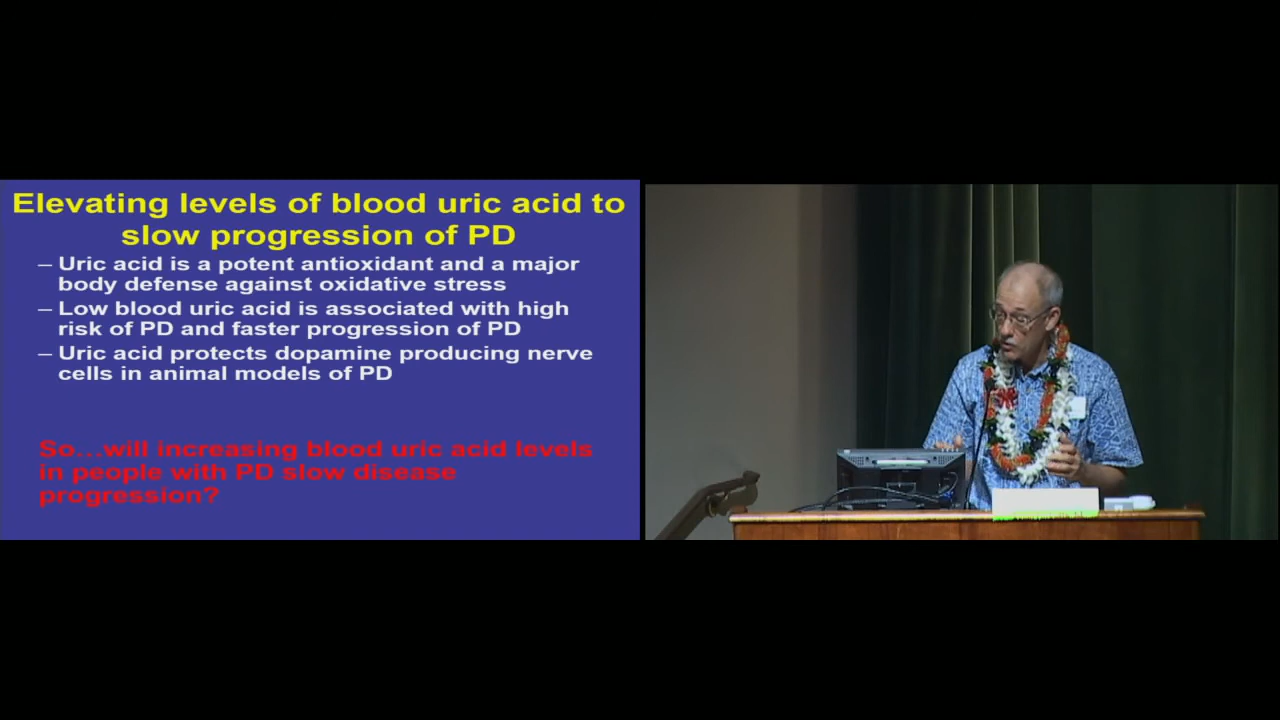 Elevating levels of blood uric acid to
slow progression of PD
– Uric acid is a potent antioxidant and a major
body defense against oxidative stress
– Low blood uric acid is associated with high
risk of PD and faster progression of PD
– Uric acid protects dopamine producing nerve
cells in animal models of PD
So...will increasing blood uric acid levels
in people with PD slow disease
progression?